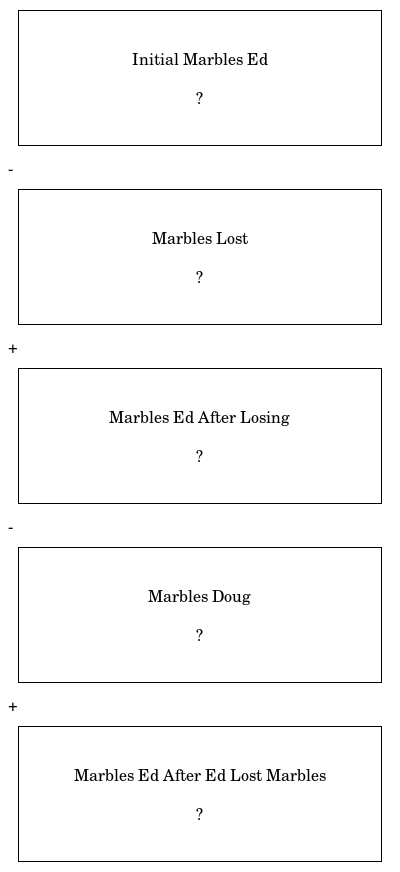 Initial Marbles Ed
?
-
Marbles Lost
?
+
Marbles Ed After Losing
?
-
Marbles Doug
?
+
Marbles Ed After Ed Lost Marbles
?